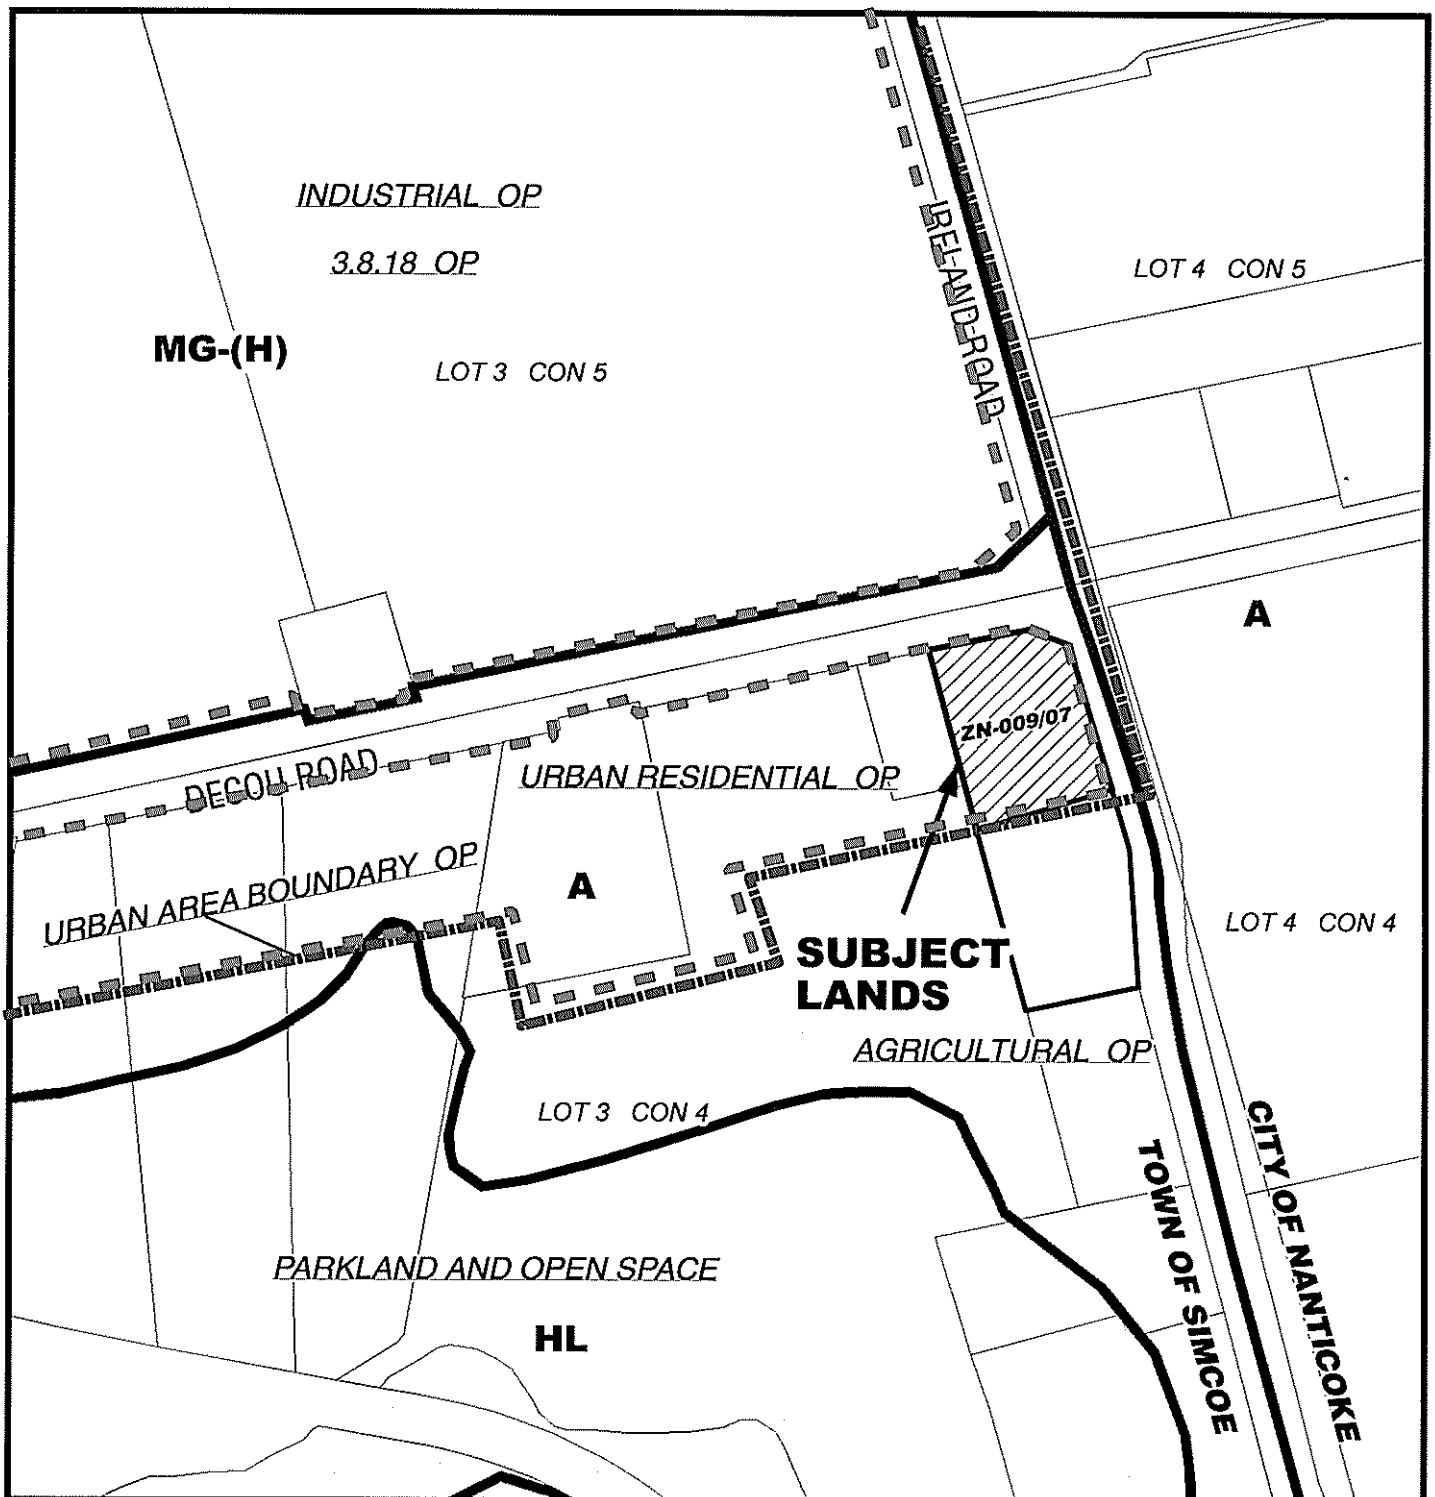 INDUSTRIAL OP
3.8.18 OP
MG-(H)
LOT 3 CON 5
IRELAND ROAD
LOT 4 CON 5
A
ZN-009/07
DECOU ROAD
URBAN RESIDENTIAL OP
URBAN AREA BOUNDARY OP
A
SUBJECT
LANDS
LOT 4 CON 4
AGRICULTURAL OP
LOT 3 CON 4
TOWN OF SIMCOE
CITY OF NANTICOKE
PARKLAND AND OPEN SPACE
HL